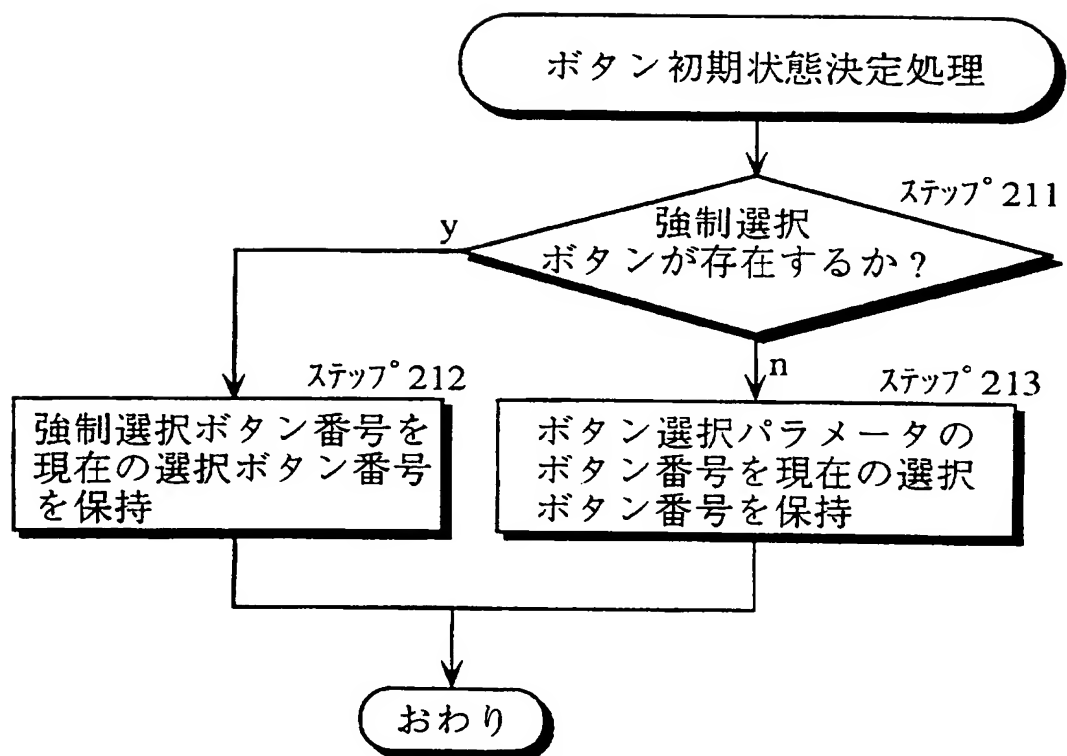 ボタン初期状態決定処理
ステップ211
強制選択
ボタンが存在するか?
y
n
ステップ212
強制選択ボタン番号を
現在の選択ボタン番号
を保持
ステップ213
ボタン選択パラメータの
ボタン番号を現在の選択
ボタン番号を保持
おわり